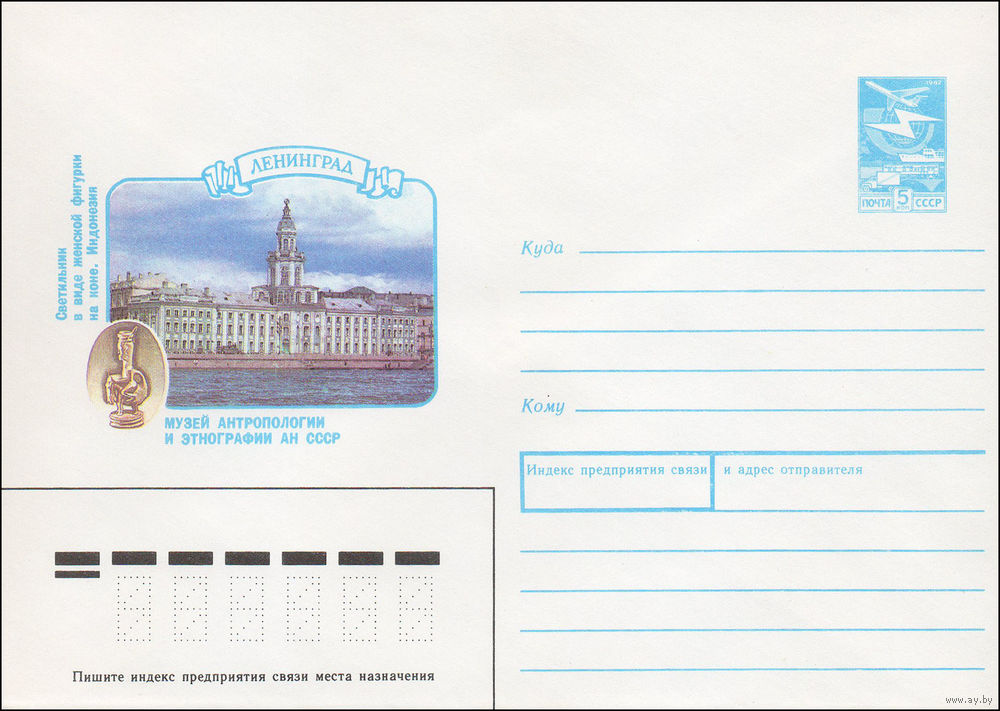 1982
ПОЧТА 5 КОП СССР
ЛЕНИНГРАД
Светильник
в виде женской фигурки
на коне. Индонезия
МУЗЕЙ АНТРОПОЛОГИИ
И ЭТНОГРАФИИ АН СССР
Куда
Кому
Индекс предприятия связи и адрес отправителя
Пишите индекс предприятия связи места назначения
www.ay.by